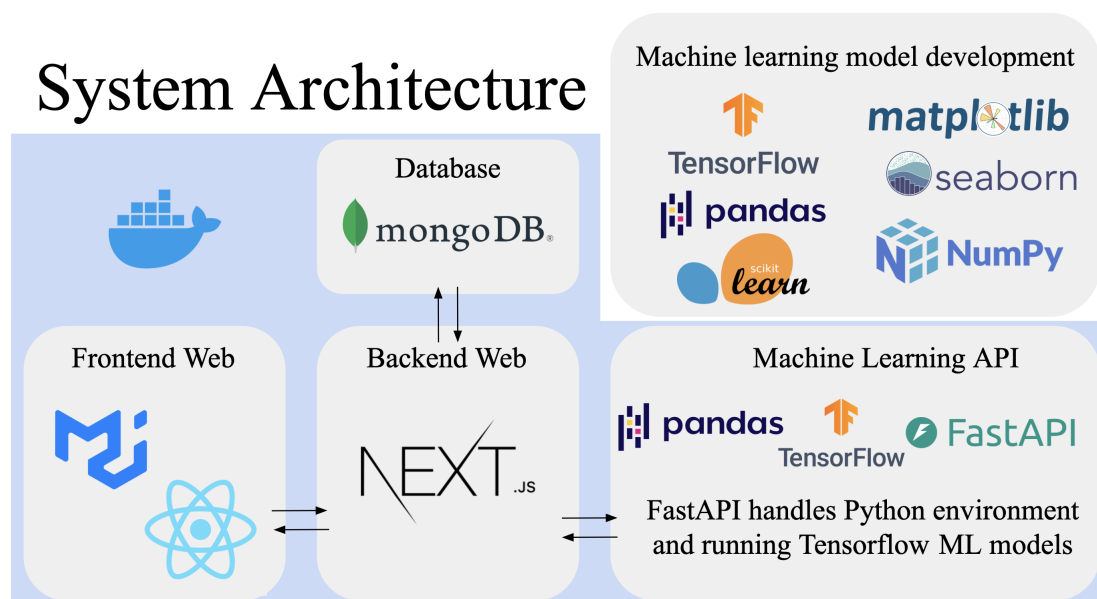 System Architecture
Machine learning model development
TensorFlow
matplotlib
pandas
seaborn
scikit
learn
NumPy
Database
mongoDB®
Frontend Web
Backend Web
NEXT.JS
Machine Learning API
pandas
TensorFlow
FastAPI
FastAPI handles Python environment
and running Tensorflow ML models